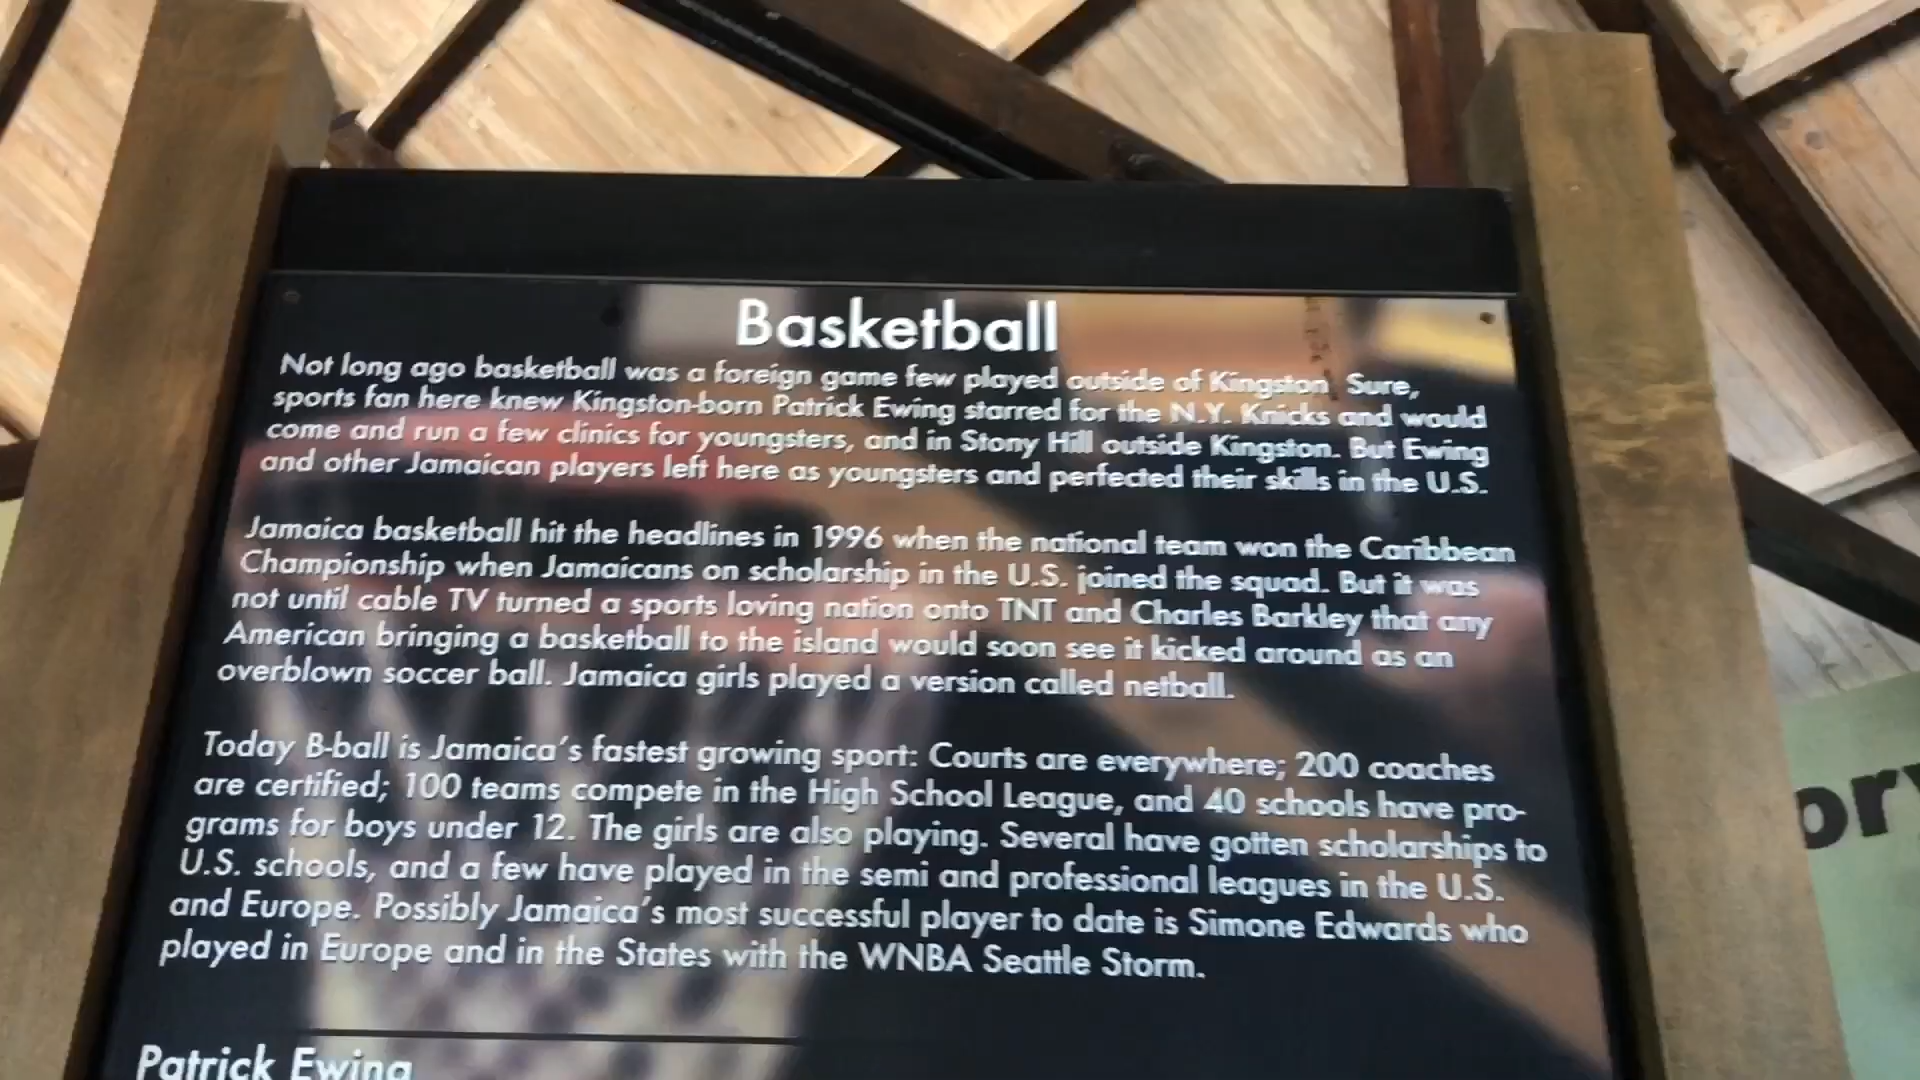 Basketball
Not long ago basketball was a foreign game few played outside of Kingston. Sure,
sports fan here knew Kingston-born Patrick Ewing starred for the N.Y. Knicks and would
come and run a few clinics for youngsters, and in Stony Hill outside Kingston. But Ewing
and other Jamaican players left here as youngsters and perfected their skills in the U.S.
Jamaica basketball hit the headlines in 1996 when the national team won the Caribbean
Championship when Jamaicans on scholarship in the U.S. joined the squad. But it was
not until cable TV turned a sports loving nation onto TNT and Charles Barkley that any
American bringing a basketball to the island would soon see it kicked around as an
overblown soccer ball. Jamaica girls played a version called netball.
Today B-ball is Jamaica's fastest growing sport: Courts are everywhere; 200 coaches
are certified; 100 teams compete in the High School League, and 40 schools have pro-
grams for boys under 12. The girls are also playing. Several have gotten scholarships to
U.S. schools, and a few have played in the semi and professional leagues in the U.S.
and Europe. Possibly Jamaica's most successful player to date is Simone Edwards who
played in Europe and in the States with the WNBA Seattle Storm.
Patrick Ewing
ory